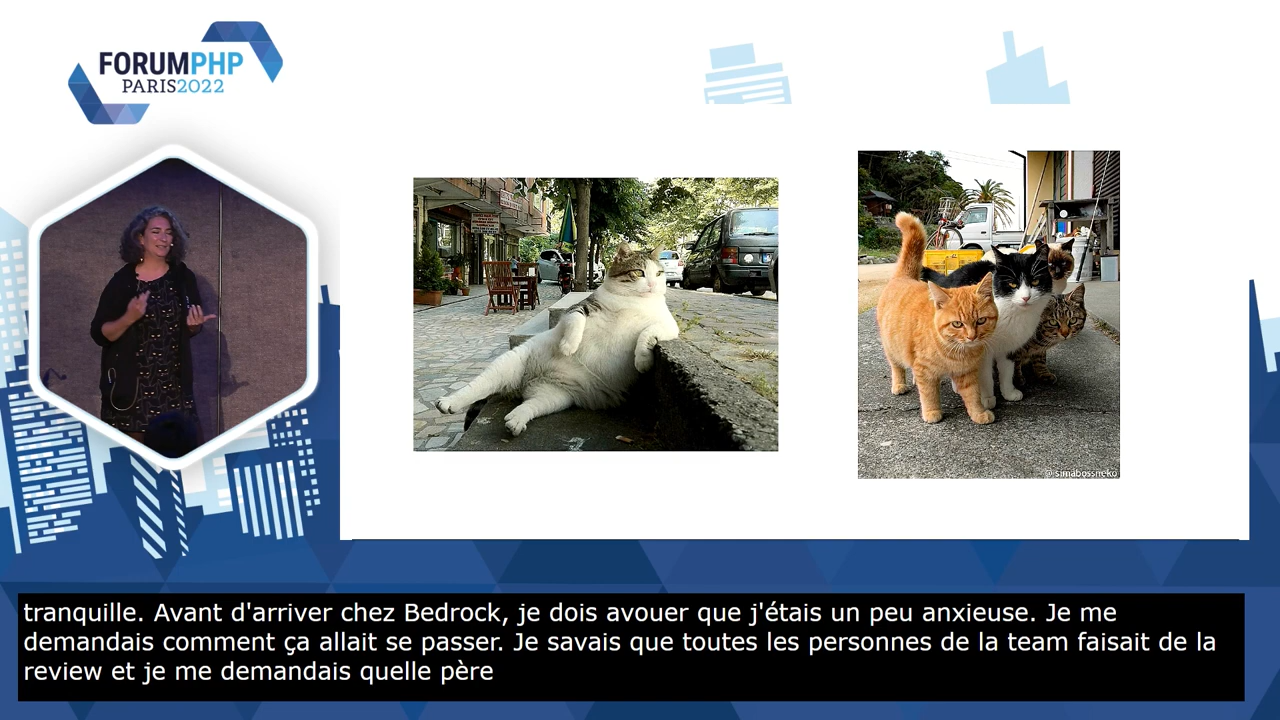 FORUMPHP
PARIS2022
@simabossneko
tranquille. Avant d'arriver chez Bedrock, je dois avouer que j'étais un peu anxieuse. Je me
demandais comment ça allait se passer. Je savais que toutes les personnes de la team faisait de la
review et je me demandais quelle père